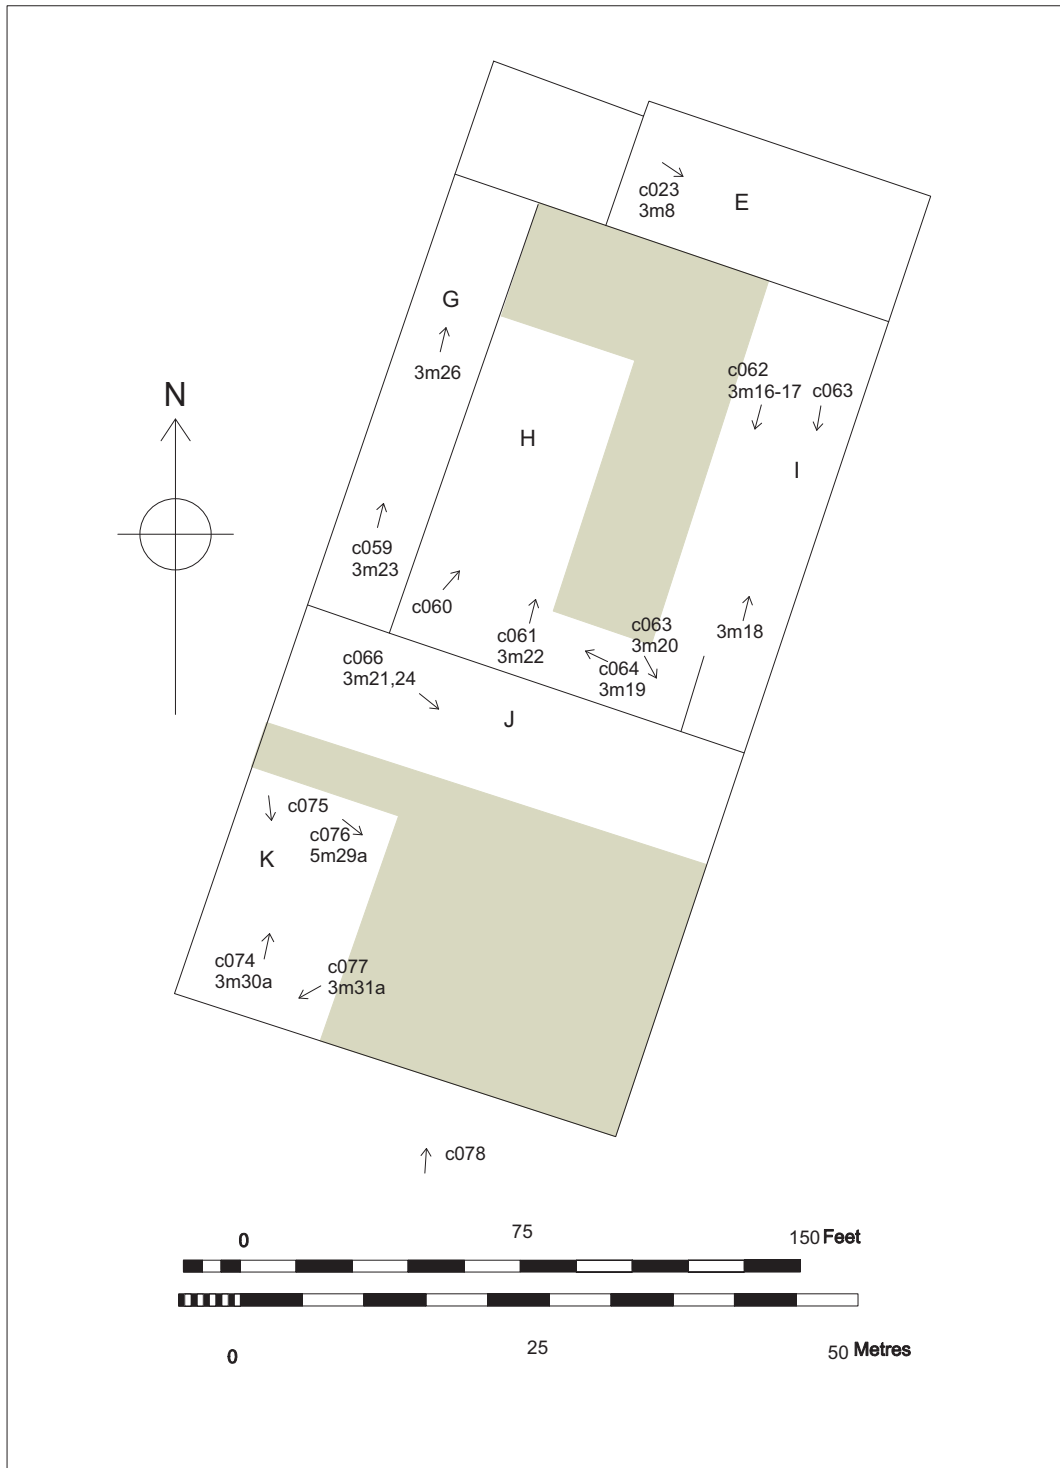 c023
3m8
E
G
3m26
c062
3m16-17
c063
N
H
I
c059
3m23
c060
c061
3m22
c063
3m20
3m18
c064
3m19
c066
3m21,24
J
c075
c076
5m29a
K
c074
3m30a
c077
3m31a
c078
0
75
150 Feet
0
25
50 Metres